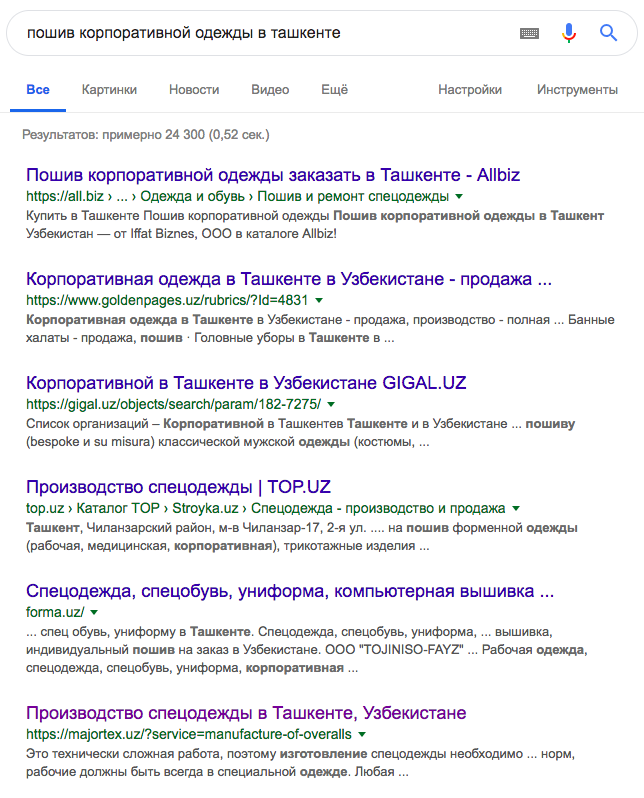 пошив корпоративной одежды в ташкенте
Все Картинки Новости Видео Ещё Настройки Инструменты
Результатов: примерно 24 300 (0,52 сек.)
Пошив корпоративной одежды заказать в Ташкенте - Allbiz
https://all.biz › ... › Одежда и обувь › Пошив и ремонт спецодежды
Купить в Ташкенте Пошив корпоративной одежды Пошив корпоративной одежды в Ташкент
Узбекистан — от Iffat Biznes, ООО в каталоге Allbiz!
Корпоративная одежда в Ташкенте в Узбекистане - продажа ...
https://www.goldenpages.uz/rubrics/?Id=4831
Корпоративная одежда в Ташкенте в Узбекистане - продажа, производство - полная ... Банные
халаты - продажа, пошив · Головные уборы в Ташкенте в ...
Корпоративной в Ташкенте в Узбекистане GIGAL.UZ
https://gigal.uz/objects/search/param/182-7275/
Список организаций – Корпоративной в Ташкентев Ташкенте и в Узбекистане ... пошиву
(bespoke и su misura) классической мужской одежды (костюмы, ...
Производство спецодежды | TOP.UZ
top.uz › Каталог TOP › Stroyka.uz › Спецодежда - производство и продажа
Ташкент, Чиланзарский район, м-в Чиланзар-17, 2-я ул. .... на пошив форменной одежды
(рабочая, медицинская, корпоративная), трикотажные изделия ...
Спецодежда, спецобувь, униформа, компьютерная вышивка ...
forma.uz/
... спец обувь, униформу в Ташкенте. Спецодежда, спецобувь, униформа, ... вышивка,
индивидуальный пошив на заказ в Узбекистане. ООО "TOJINISO-FAYZ" ... Рабочая одежда,
спецодежда, спецобувь, униформа, корпоративная ...
Производство спецодежды в Ташкенте, Узбекистане
https://majortex.uz/?service=manufacture-of-overalls
Это технически сложная работа, поэтому изготовление спецодежды необходимо ... норм,
рабочие должны быть всегда в специальной одежде. Любая ...